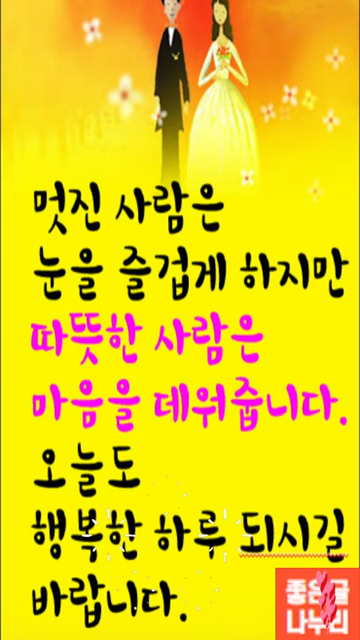 멋진 사람은
눈을 즐겁게 하지만
따뜻한 사람은
마음을 데워줍니다.
오늘도
행복한 하루 되시길
바랍니다.
좋은글
나누리